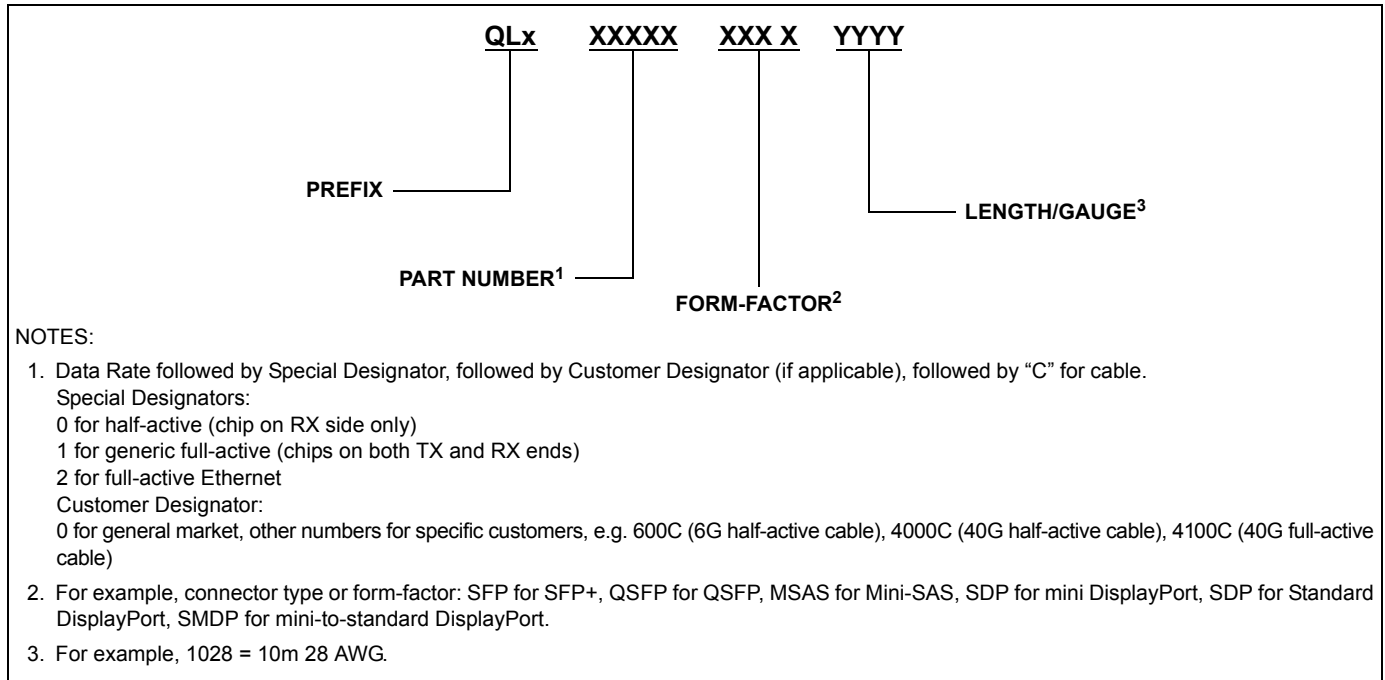 QLx XXXXX XXX X YYYY
PREFIX
LENGTH/GAUGE3
PART NUMBER1
FORM-FACTOR2
NOTES:
1. Data Rate followed by Special Designator, followed by Customer Designator (if applicable), followed by “C” for cable.
Special Designators:
0 for half-active (chip on RX side only)
1 for generic full-active (chips on both TX and RX ends)
2 for full-active Ethernet
Customer Designator:
0 for general market, other numbers for specific customers, e.g. 600C (6G half-active cable), 4000C (40G half-active cable), 4100C (40G full-active
cable)
2. For example, connector type or form-factor: SFP for SFP+, QSFP for QSFP, MSAS for Mini-SAS, SDP for mini DisplayPort, SDP for Standard
DisplayPort, SMDP for mini-to-standard DisplayPort.
3. For example, 1028 = 10m 28 AWG.